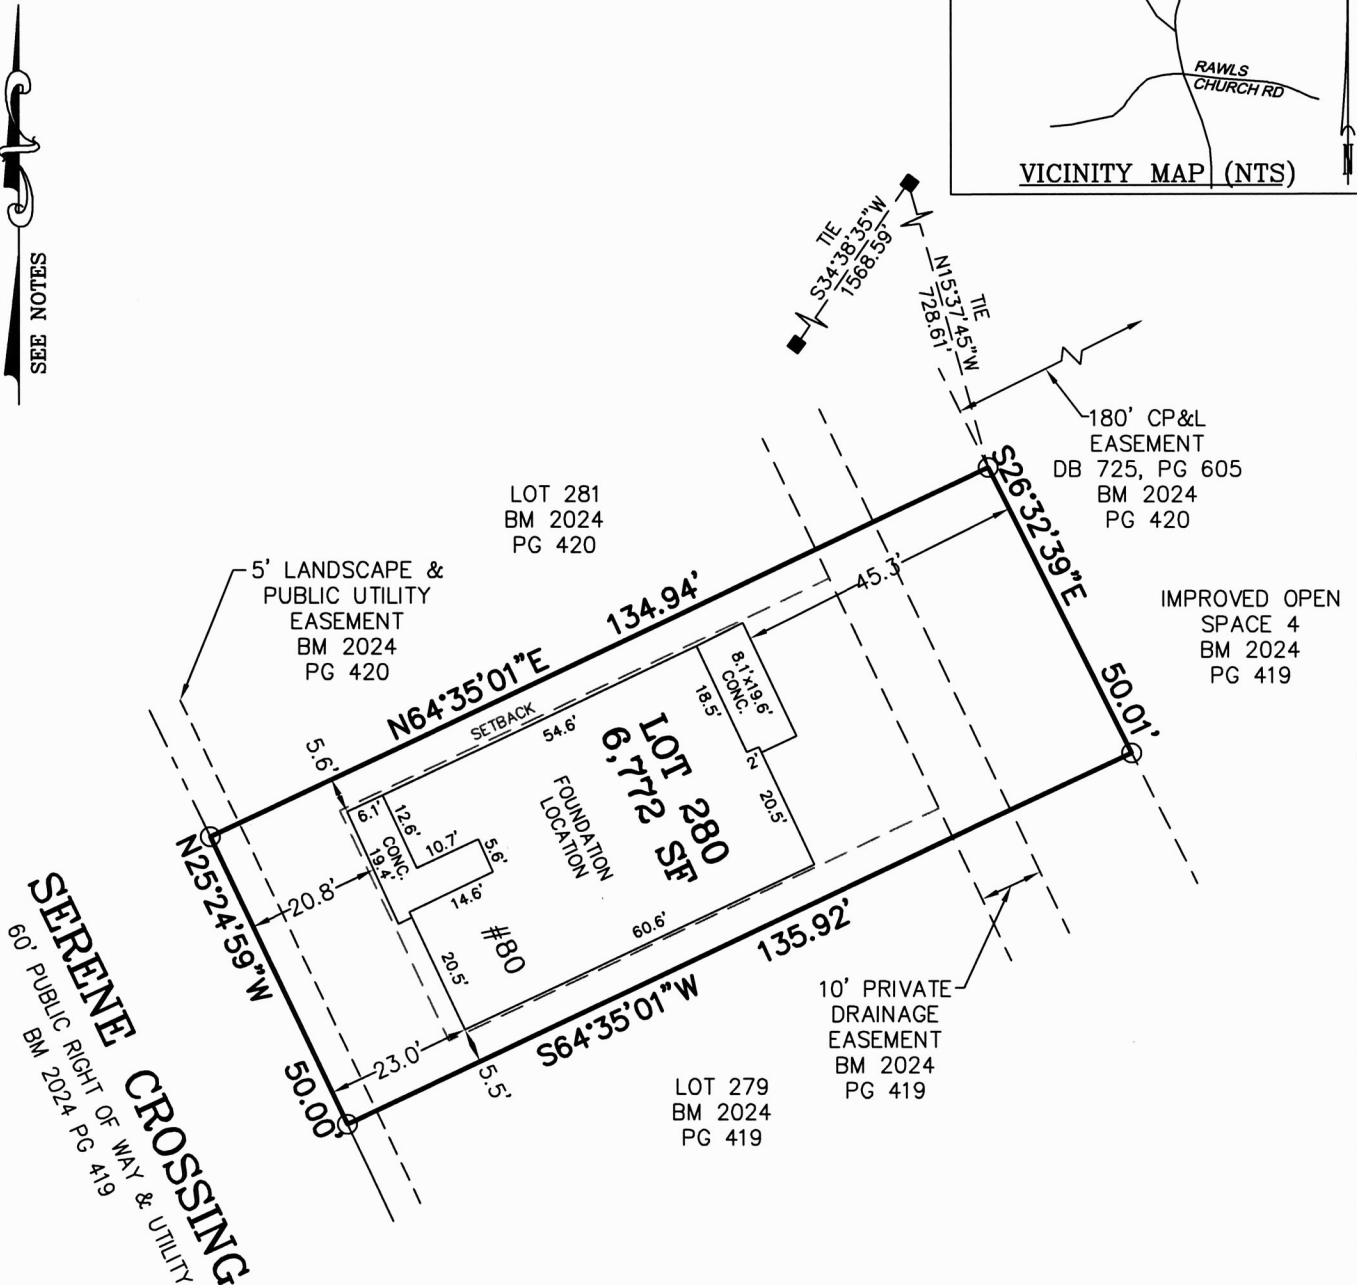 SEE NOTES
RAWLS
CHURCH RD
VICINITY MAP (NTS)
N
TIE
S34°38'35"W
1568.59'
TIE
N15°37'45"W
728.61'
180' CP&L
EASEMENT
DB 725, PG 605
BM 2024
PG 420
LOT 281
BM 2024
PG 420
5' LANDSCAPE &
PUBLIC UTILITY
EASEMENT
BM 2024
PG 420
S26°32'39"E
50.01'
IMPROVED OPEN
SPACE 4
BM 2024
PG 419
N64°35'01"E
134.94'
45.3'
SETBACK
54.6'
8.1'x19.6'
CONC.
18.5'
2'
20.5'
LOT 280
6,772 SF
FOUNDATION
LOCATION
5.6'
6.1'
12.6'
CONC.
19.4'
10.7'
5.6'
14.6'
20.8'
#80
20.5'
60.6'
23.0'
5.5'
N25°24'59"W
50.00'
S64°35'01"W
135.92'
10' PRIVATE
DRAINAGE
EASEMENT
BM 2024
PG 419
LOT 279
BM 2024
PG 419
SERENE CROSSING
60' PUBLIC RIGHT OF WAY & UTILITY
BM 2024 PG 419